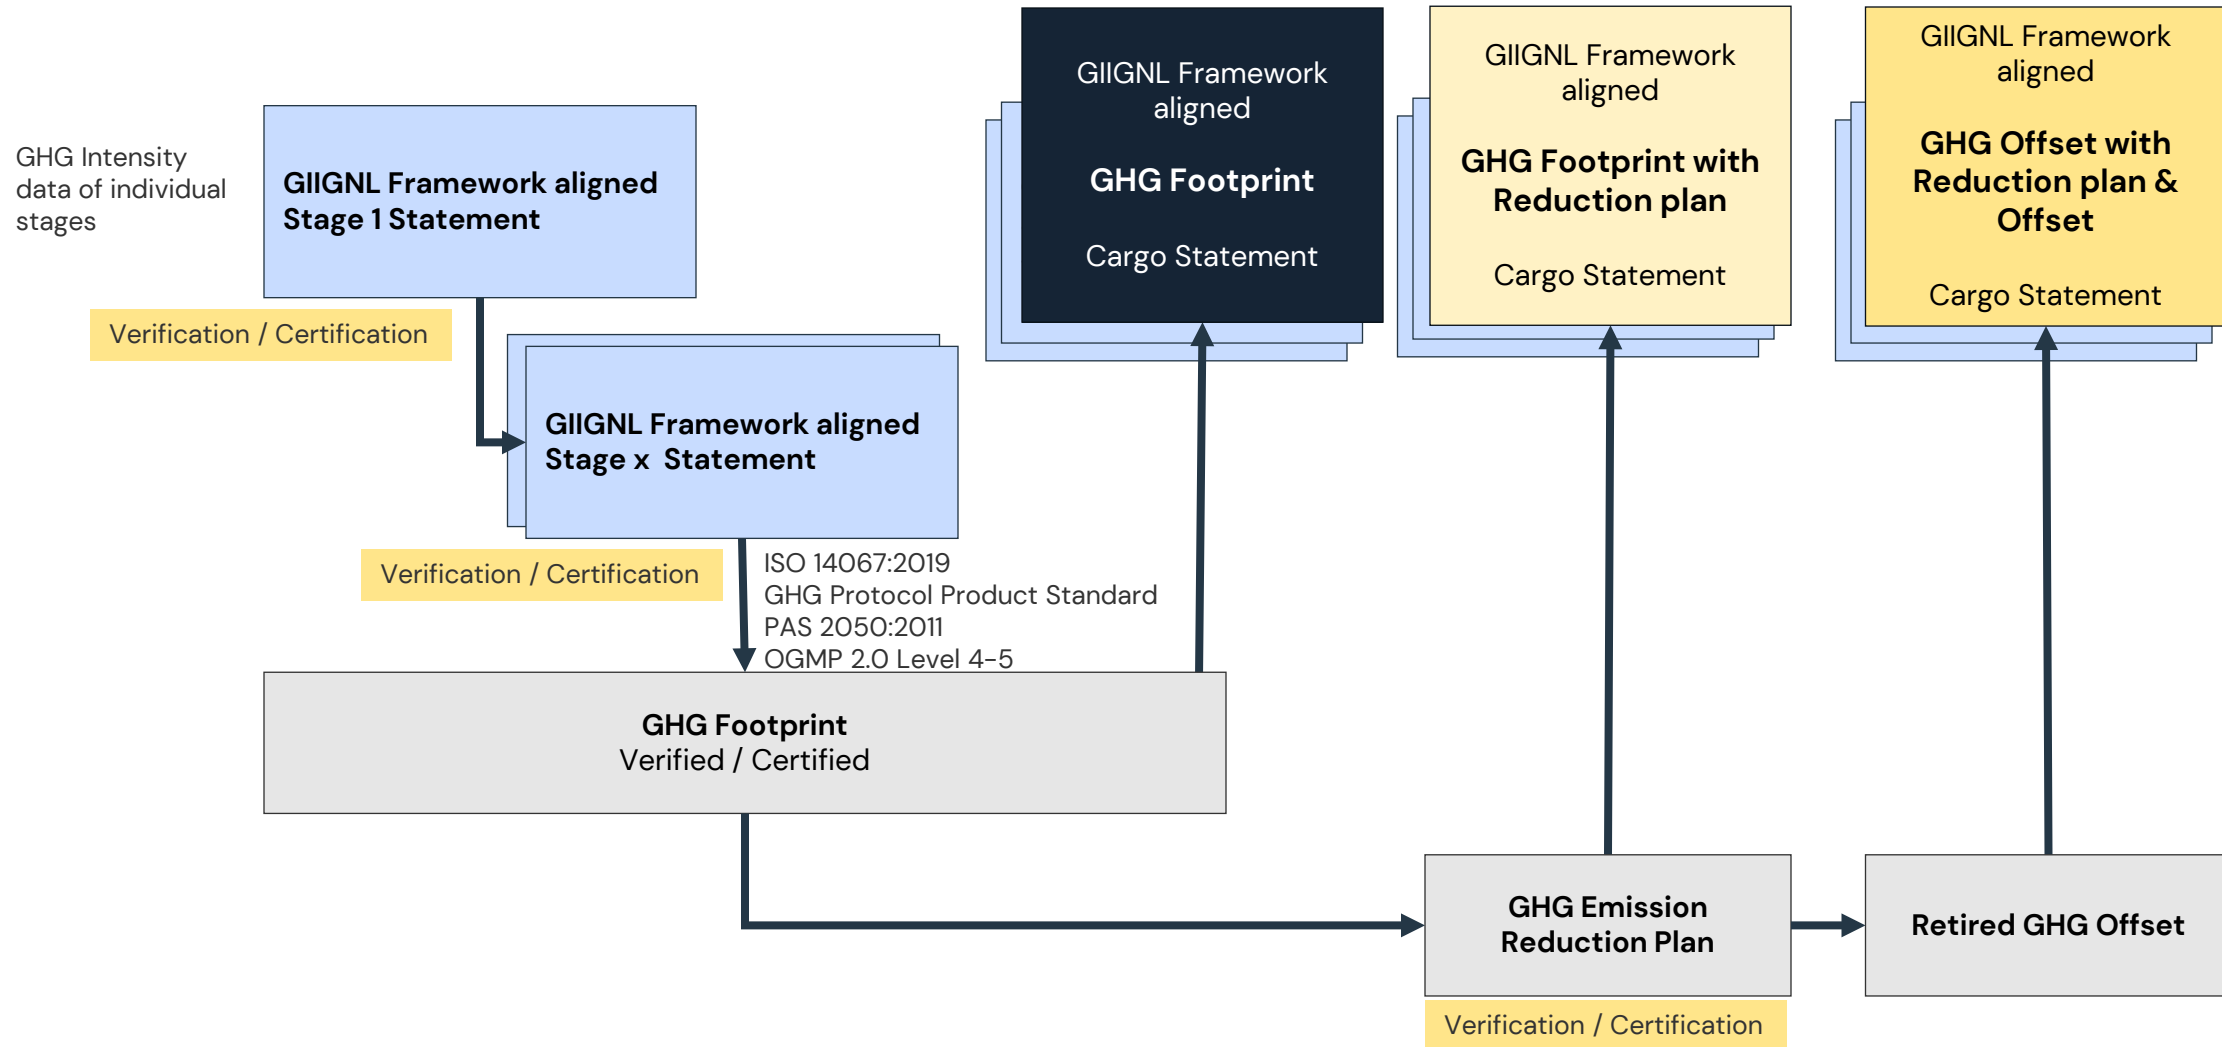 GHG Intensity
data of individual
stages
GIIGNL Framework aligned
Stage 1 Statement
Verification / Certification
GIIGNL Framework aligned
Stage x Statement
Verification / Certification
ISO 14067:2019
GHG Protocol Product Standard
PAS 2050:2011
OGMP 2.0 Level 4-5
GHG Footprint
Verified / Certified
GIIGNL Framework
aligned
GHG Footprint
Cargo Statement
GIIGNL Framework
aligned
GHG Footprint with
Reduction plan
Cargo Statement
GIIGNL Framework
aligned
GHG Offset with
Reduction plan &
Offset
Cargo Statement
GHG Emission
Reduction Plan
Verification / Certification
Retired GHG Offset